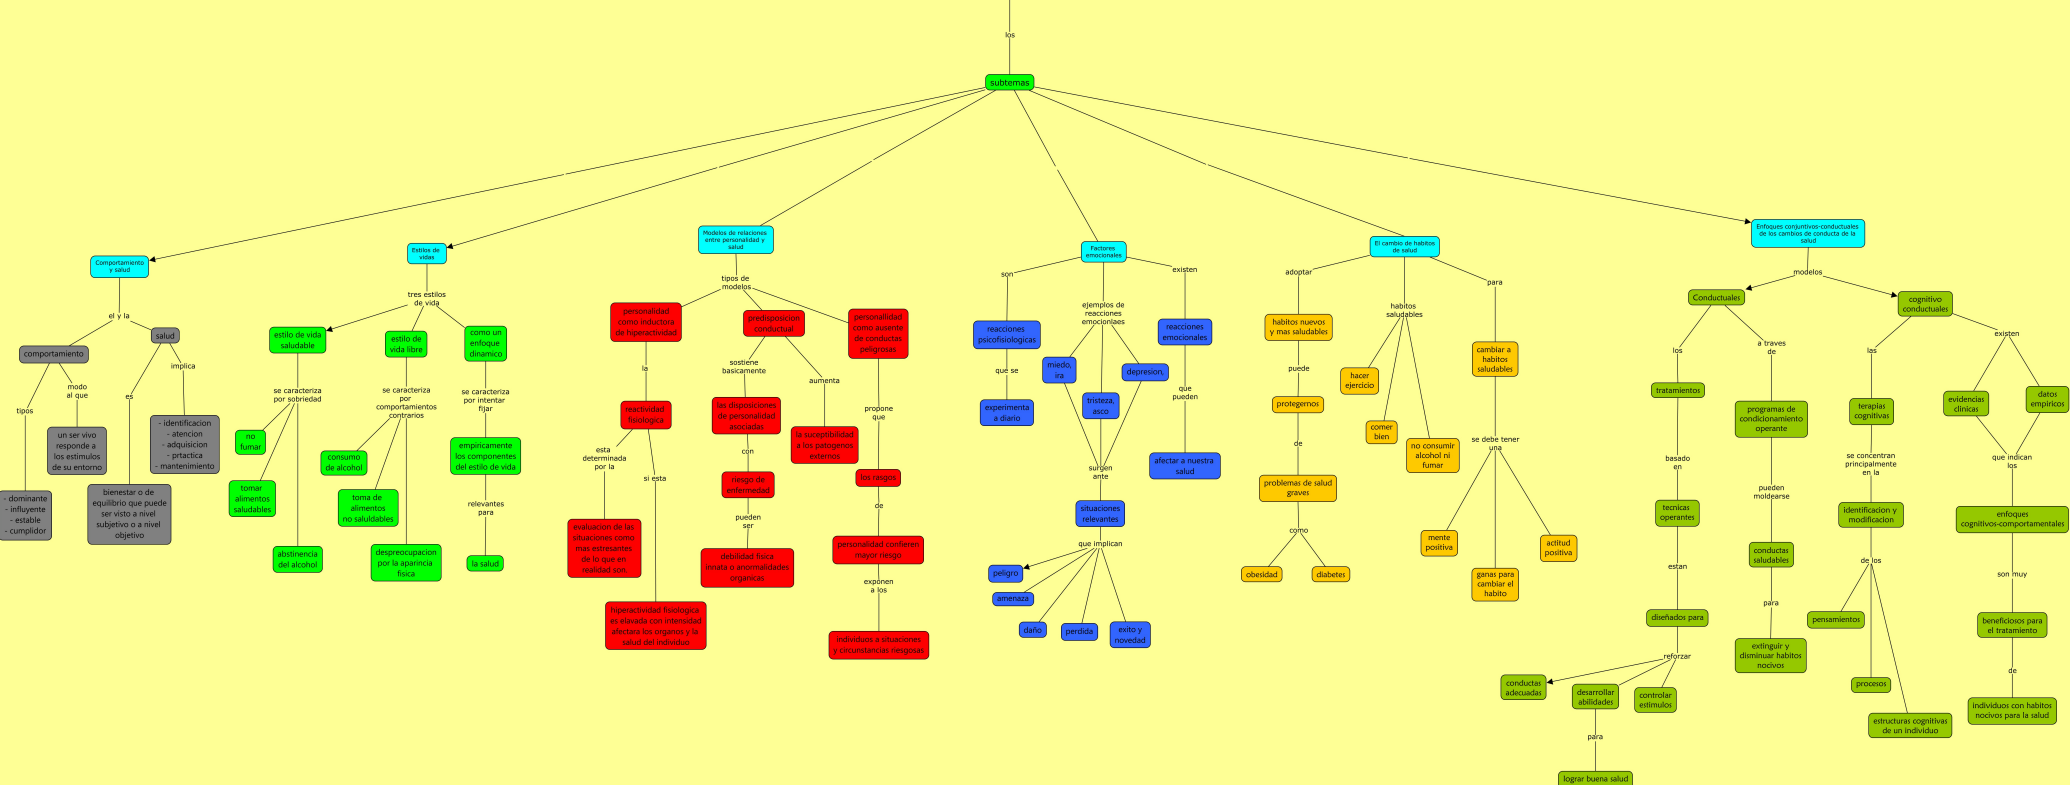 los
subtemas
Comportamiento
y salud
el y la
comportamiento
tipos
- dominante
- influyente
- estable
- cumplidor
modo
al que
un ser vivo
responde a
los estimulos
de su entorno
salud
es
bienestar o de
equilibrio que puede
ser visto a nivel
subjetivo o a nivel
objetivo
implica
- identificacion
- atencion
- adquisicion
- prtactica
- mantenimiento
Estilos de
vidas
tres estilos
de vida
estilo de vida
saludable
se caracteriza
por sobriedad
no
fumar
tomar
alimentos
saludables
abstinencia
del alcohol
estilo de
vida libre
se caracteriza
por
comportamientos
contrarios
consumo
de alcohol
toma de
alimentos
no saluldables
despreocupacion
por la aparincia
fisica
como un
enfoque
dinamico
se caracteriza
por intentar
fijar
empiricamente
los componentes
del estilo de vida
relevantes
para
la salud
Modelos de relaciones
entre personalidad y
salud
tipos de
modelos
personalidad
como inductora
de hiperactividad
la
reactividad
fisiologica
esta
determinada
por la
evaluacion de las
situaciones como
mas estresantes
de lo que en
realidad son.
si esta
hiperactividad fisiologica
es elavada con intensidad
afectara los organos y la
salud del individuo
predisposicion
conductual
sostiene
basicamente
las disposiciones
de personalidad
asociadas
con
riesgo de
enfermedad
pueden
ser
debilidad fisica
innata o anormalidades
organicas
aumenta
la suceptibilidad
a los patogenos
externos
personalidad
como ausente
de conductas
peligrosas
propone
que
los rasgos
de
personalidad confieren
mayor riesgo
exponen
a los
individuos a situaciones
y circunstancias riesgosas
Factores
emocionales
son
reacciones
psicofisiologicas
que se
experimenta
a diario
ejemplos de
reacciones
emocionlaes
miedo,
ira
tristeza,
asco
depresion,
surgen
ante
situaciones
relevantes
que implican
peligro
amenaza
daño
perdida
exito y
novedad
existen
reacciones
emocionales
que
pueden
afectar a nuestra
salud
El cambio de habitos
de salud
adoptar
habitos nuevos
y mas saludables
puede
protegernos
de
problemas de salud
graves
como
obesidad
diabetes
habitos
saludables
hacer
ejercicio
comer
bien
no consumir
alcohol ni
fumar
para
cambiar a
habitos
saludables
se debe tener
una
mente
positiva
ganas para
cambiar el
habito
actitud
positiva
Enfoques conjuntivos-conductuales
de los cambios de conducta de la
salud
modelos
Conductuales
los
tratamientos
basado
en
tecnicas
operantes
estan
diseñados para
reforzar
conductas
adecuadas
desarrollar
abilidades
para
lograr buena salud
controlar
estimulos
a traves
de
programas de
condicionamiento
operante
pueden
moldearse
conductas
saludables
para
extinguir y
disminuar habitos
nocivos
cognitivo
conductuales
las
terapias
cognitivas
se concentran
principalmente
en la
identificacion y
modificacion
de los
pensamientos
procesos
estructuras cognitivas
de un individuo
existen
evidencias
clinicas
datos
empiricos
que indican
los
enfoques
cognitivos-comportamentales
son muy
beneficiosos para
el tratamiento
de
individuos con habitos
nocivos para la salud